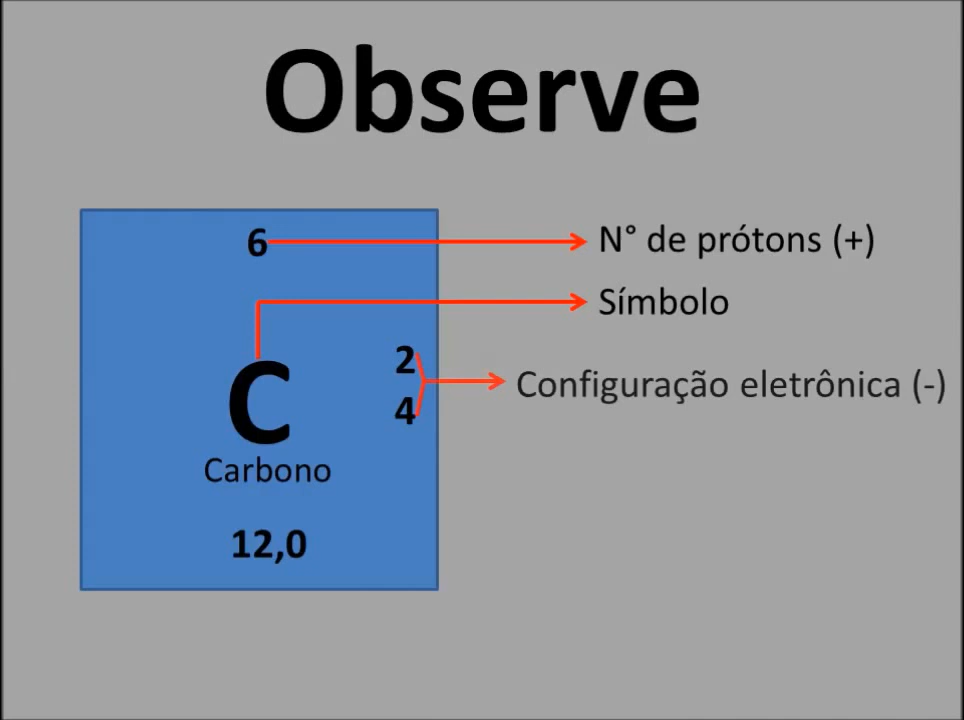 Observe
6
N° de prótons (+)
Símbolo
2
4
Configuração eletrônica (-)
C
Carbono
12,0